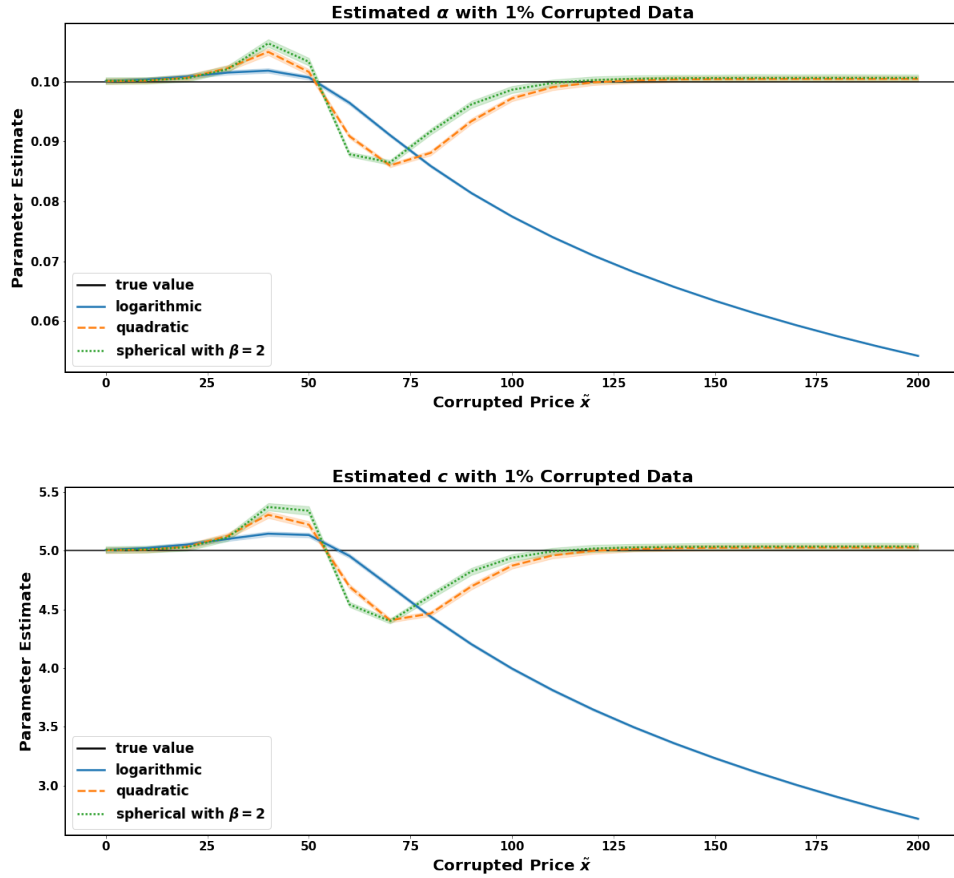 Estimated α with 1% Corrupted Data
Parameter Estimate
0.10
0.09
0.08
0.07
0.06
true value
logarithmic
quadratic
spherical with β = 2
0 25 50 75 100 125 150 175 200
Corrupted Price x̃
Estimated c with 1% Corrupted Data
Parameter Estimate
5.5
5.0
4.5
4.0
3.5
3.0
true value
logarithmic
quadratic
spherical with β = 2
0 25 50 75 100 125 150 175 200
Corrupted Price x̃